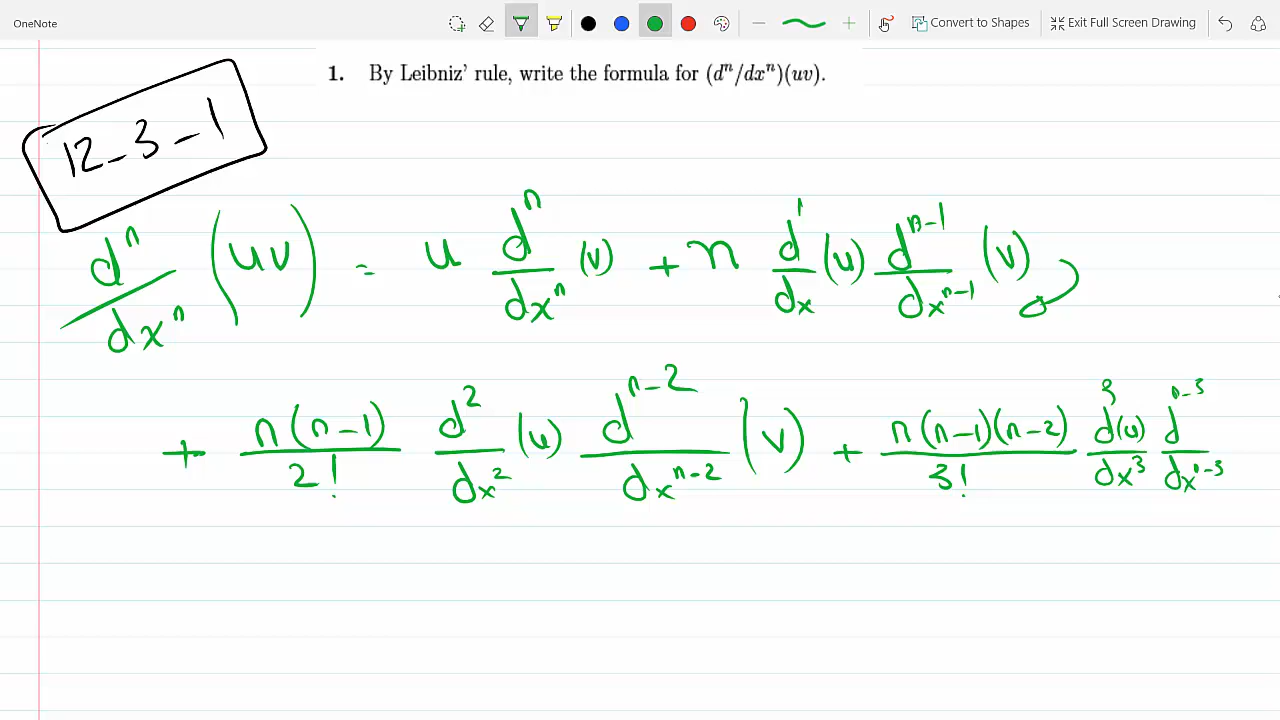 OneNote
Convert to Shapes
Exit Full Screen Drawing
1. By Leibniz' rule, write the formula for (dⁿ/dxⁿ)(uv).
12-3-1
dⁿ/dxⁿ (uv) = u dⁿ/dxⁿ (v) + n d¹/dx (u) dⁿ⁻¹/dxⁿ⁻¹ (v)
+ n(n-1)/2! d²/dx² (u) dⁿ⁻²/dxⁿ⁻² (v) + n(n-1)(n-2)/3! d³(u)/dx³ dⁿ⁻³/dxⁿ⁻³